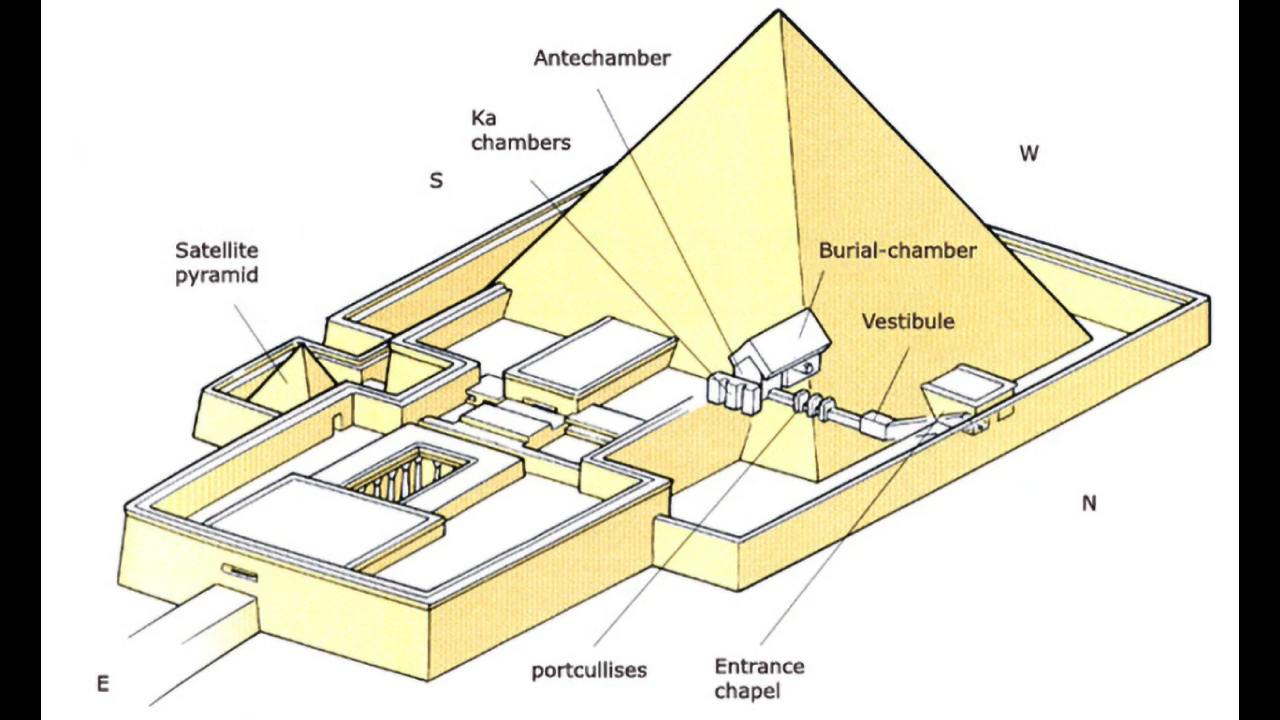 Antechamber
Ka
chambers
W
S
Satellite
pyramid
Burial-chamber
Vestibule
N
portcullises
Entrance
chapel
E